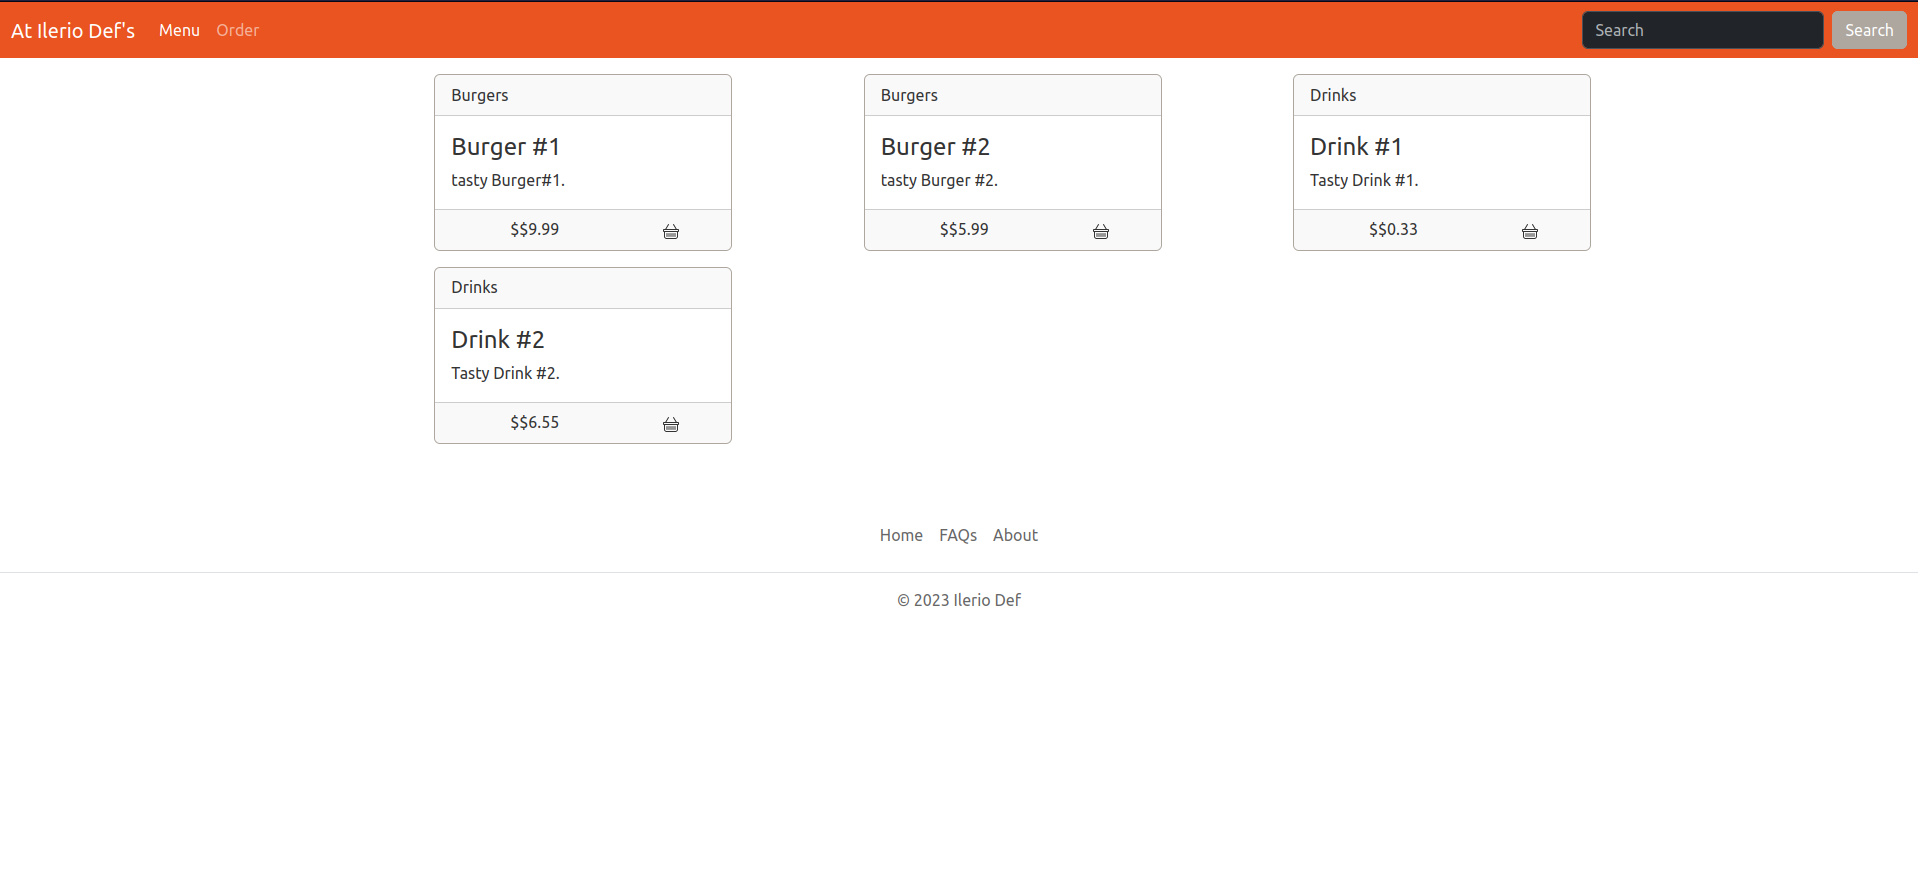 At Ilerio Def's Menu Order Search Search
Burgers
Burger #1
tasty Burger#1.
$$9.99
Burgers
Burger #2
tasty Burger #2.
$$5.99
Drinks
Drink #1
Tasty Drink #1.
$$0.33
Drinks
Drink #2
Tasty Drink #2.
$$6.55
Home FAQs About
© 2023 Ilerio Def